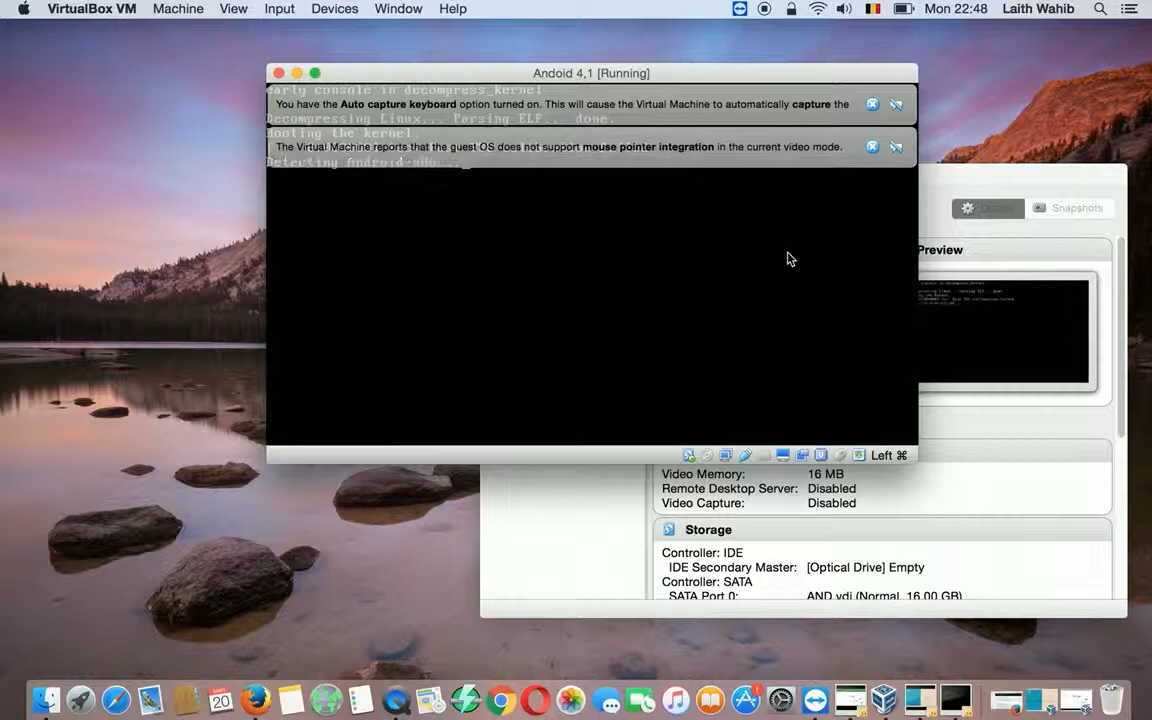 VirtualBox VM Machine View Input Devices Window Help Mon 22:48 Laith Wahib
Andoid 4,1 [Running]
early console in decompress_kernel
You have the Auto capture keyboard option turned on. This will cause the Virtual Machine to automatically capture the
Decompressing Linux... Parsing ELF... done.
Booting the kernel.
The Virtual Machine reports that the guest OS does not support mouse pointer integration in the current video mode.
Detecting Android-x86..._
Snapshots
Preview
Left ⌘
Video Memory: 16 MB
Remote Desktop Server: Disabled
Video Capture: Disabled
Storage
Controller: IDE
IDE Secondary Master: [Optical Drive] Empty
Controller: SATA
SATA Port 0: AND.vdi (Normal, 16.00 GB)
20
1